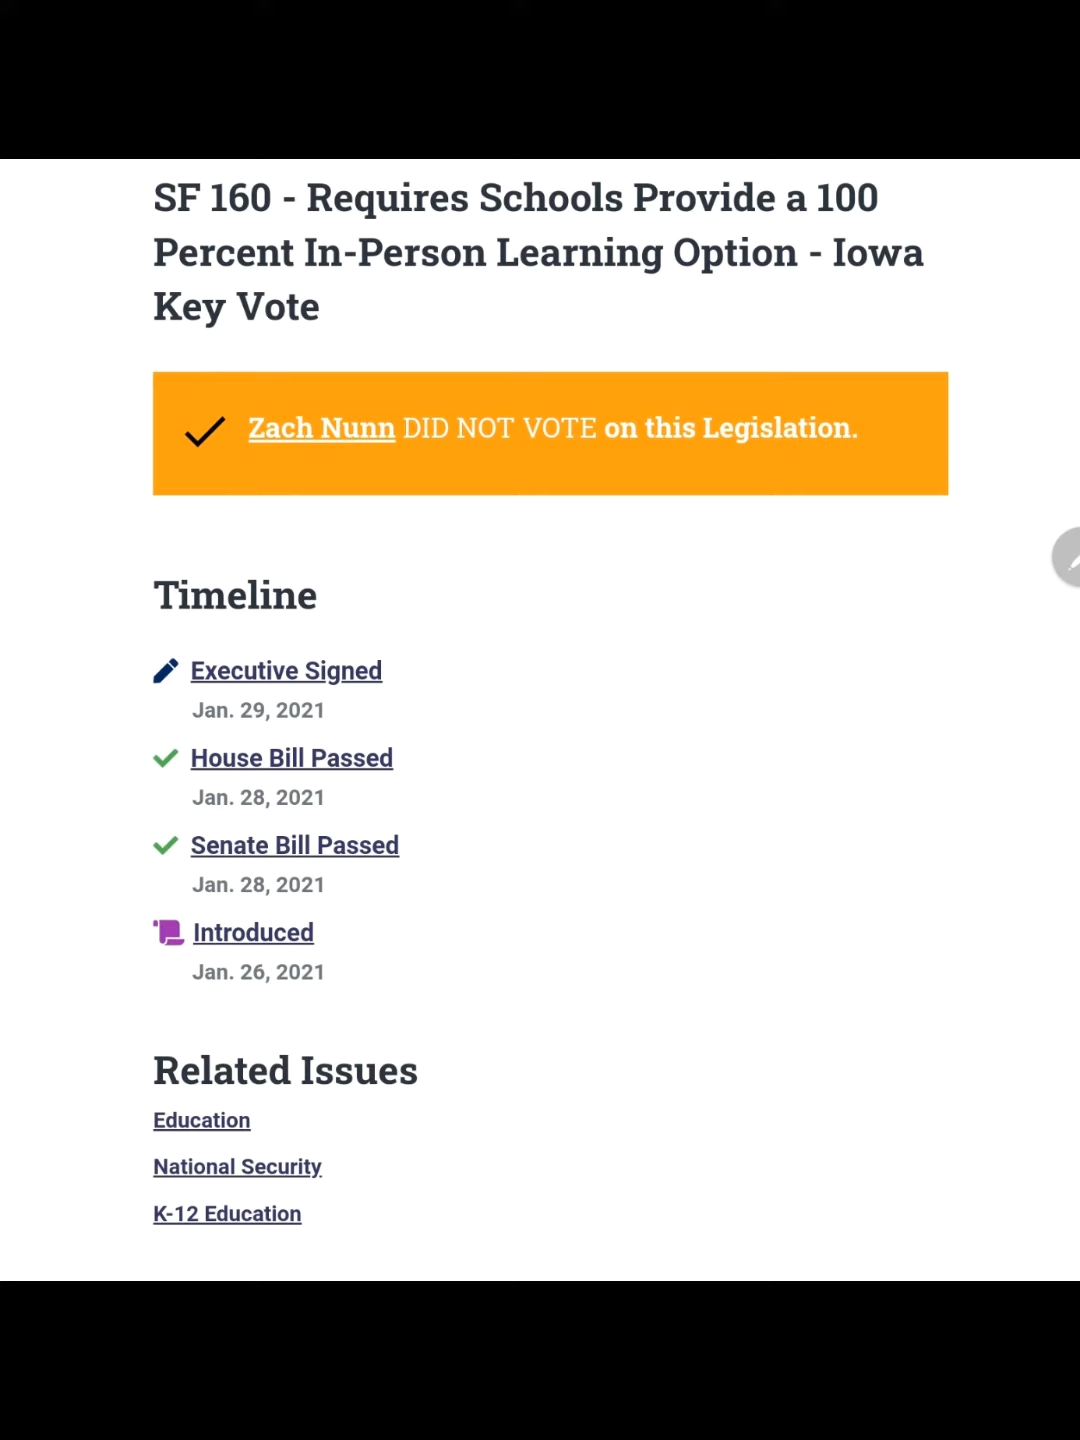 SF 160 - Requires Schools Provide a 100
Percent In-Person Learning Option - Iowa
Key Vote
Zach Nunn DID NOT VOTE on this Legislation.
Timeline
Executive Signed
Jan. 29, 2021
House Bill Passed
Jan. 28, 2021
Senate Bill Passed
Jan. 28, 2021
Introduced
Jan. 26, 2021
Related Issues
Education
National Security
K-12 Education